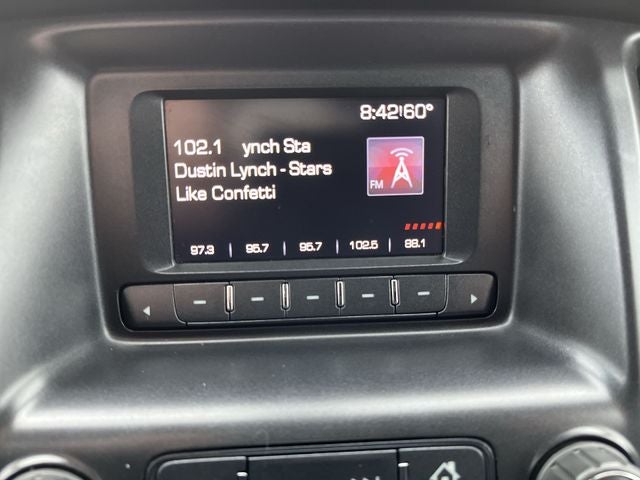 8:42 60°
102.1 ynch Sta
Dustin Lynch - Stars
Like Confetti
FM
97.3 95.7 95.7 102.5 88.1